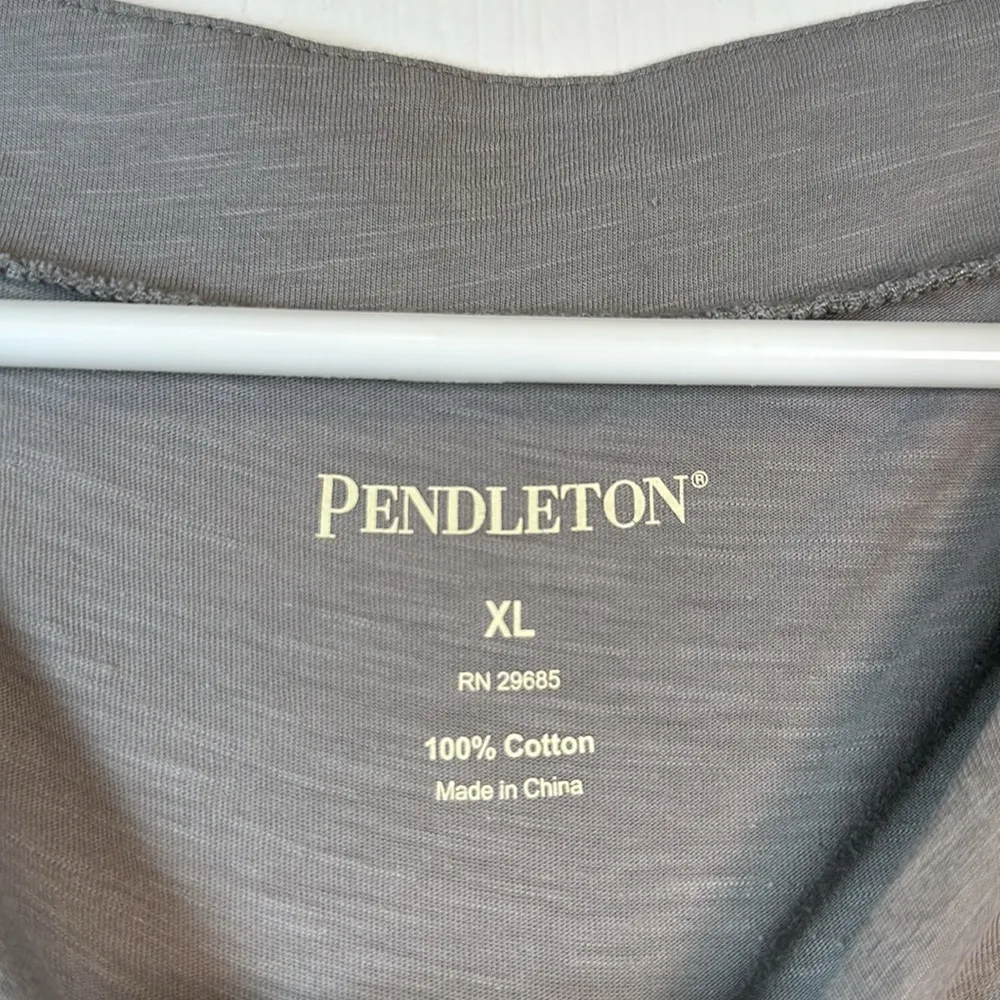 PENDLETON®
XL
RN 29685
100% Cotton
Made in China